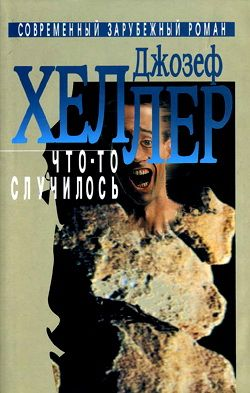 СОВРЕМЕННЫЙ ЗАРУБЕЖНЫЙ РОМАН
Джозеф
ХЕЛЛЕР
ЧТО-ТО
СЛУЧИЛОСЬ